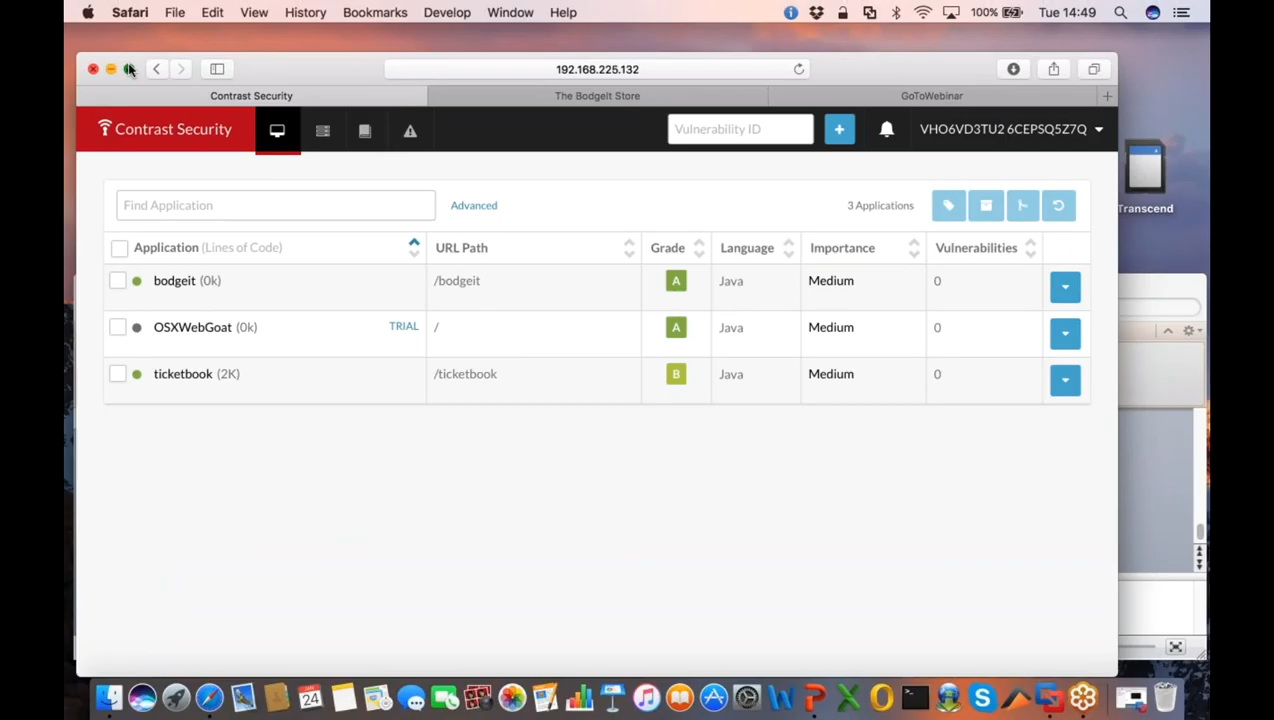 Safari File Edit View History Bookmarks Develop Window Help 100% Tue 14:49
192.168.225.132
Contrast Security The BodgeIt Store GoToWebinar
Contrast Security Vulnerability ID + VHO6VD3TU2 6CEPSQ5Z7Q
Find Application Advanced 3 Applications
Application (Lines of Code) URL Path Grade Language Importance Vulnerabilities
bodgeit (0k) /bodgeit A Java Medium 0
OSXWebGoat (0k) TRIAL / A Java Medium 0
ticketbook (2K) /ticketbook B Java Medium 0
Transcend
24